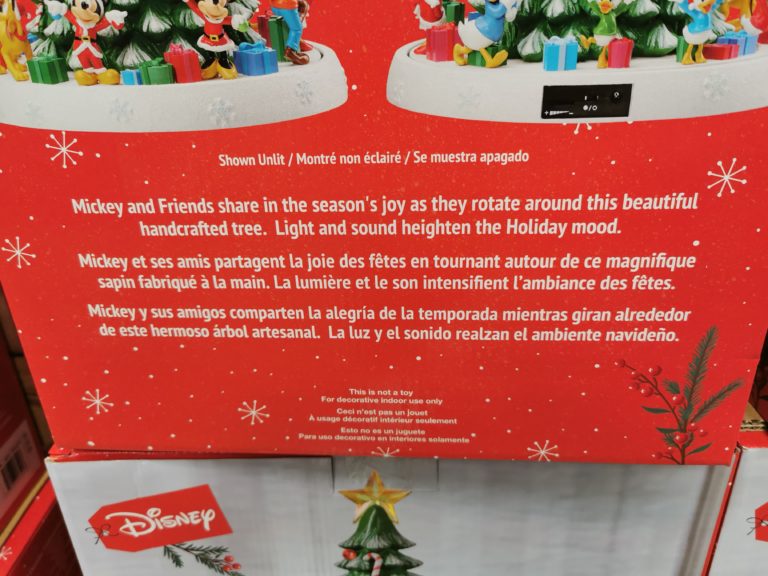 Shown Unlit / Montré non éclairé / Se muestra apagado
Mickey and Friends share in the season's joy as they rotate around this beautiful
handcrafted tree. Light and sound heighten the Holiday mood.
Mickey et ses amis partagent la joie des fêtes en tournant autour de ce magnifique
sapin fabriqué à la main. La lumière et le son intensifient l'ambiance des fêtes.
Mickey y sus amigos comparten la alegría de la temporada mientras giran alrededor
de este hermoso árbol artesanal. La luz y el sonido realzan el ambiente navideño.
This is not a toy
For decorative indoor use only
Ceci n'est pas un jouet
À usage décoratif intérieur seulement
Esto no es un juguete
Para uso decorativo en interiores solamente
Disney